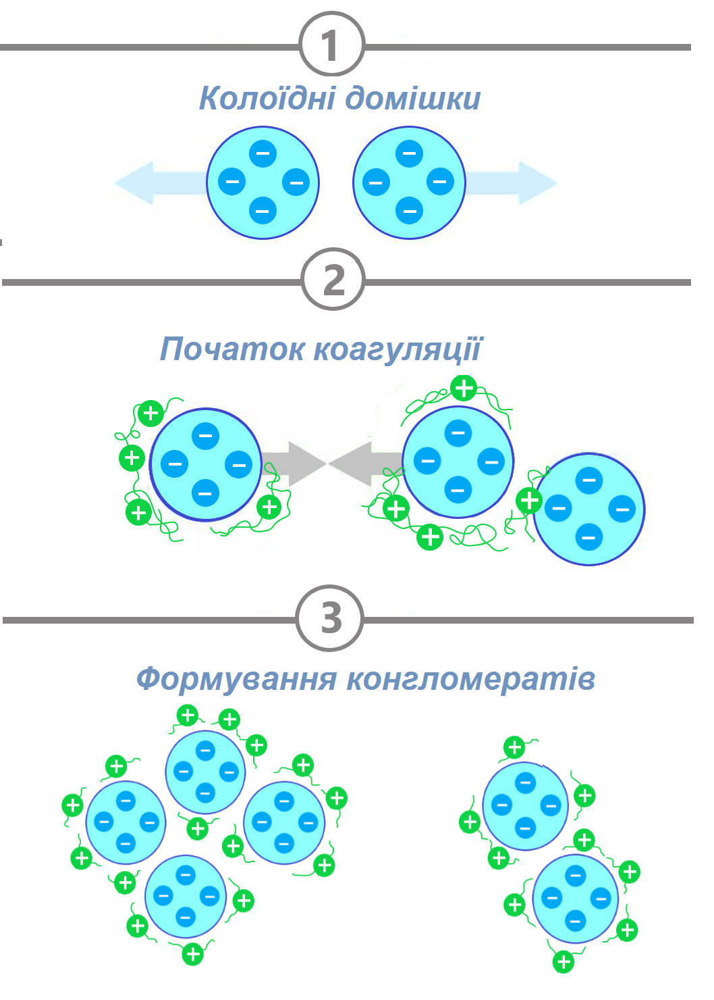 1
Колоїдні домішки
2
Початок коагуляції
3
Формування конгломератів